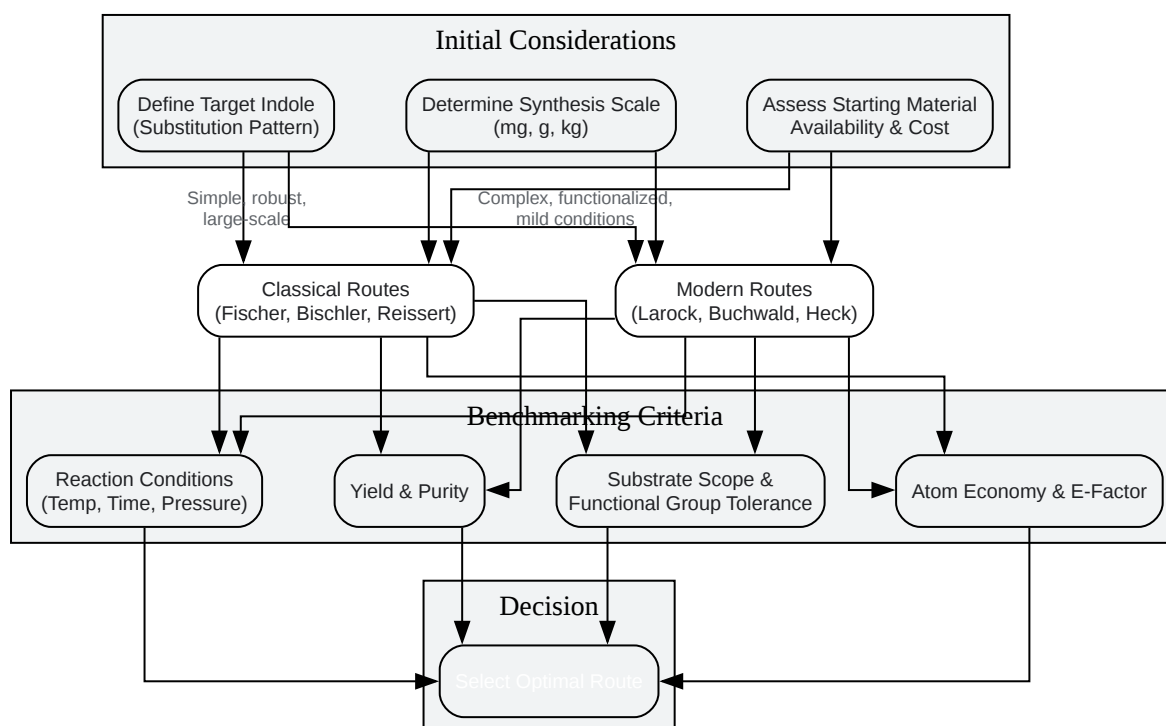 Initial Considerations
Define Target Indole
(Substitution Pattern)
Determine Synthesis Scale
(mg, g, kg)
Assess Starting Material
Availability & Cost
Simple, robust,
large-scale
Complex, functionalized,
mild conditions
Classical Routes
(Fischer, Bischler, Reissert)
Modern Routes
(Larock, Buchwald, Heck)
Benchmarking Criteria
Reaction Conditions
(Temp, Time, Pressure)
Yield & Purity
Substrate Scope &
Functional Group Tolerance
Atom Economy & E-Factor
Decision
Select Optimal Route